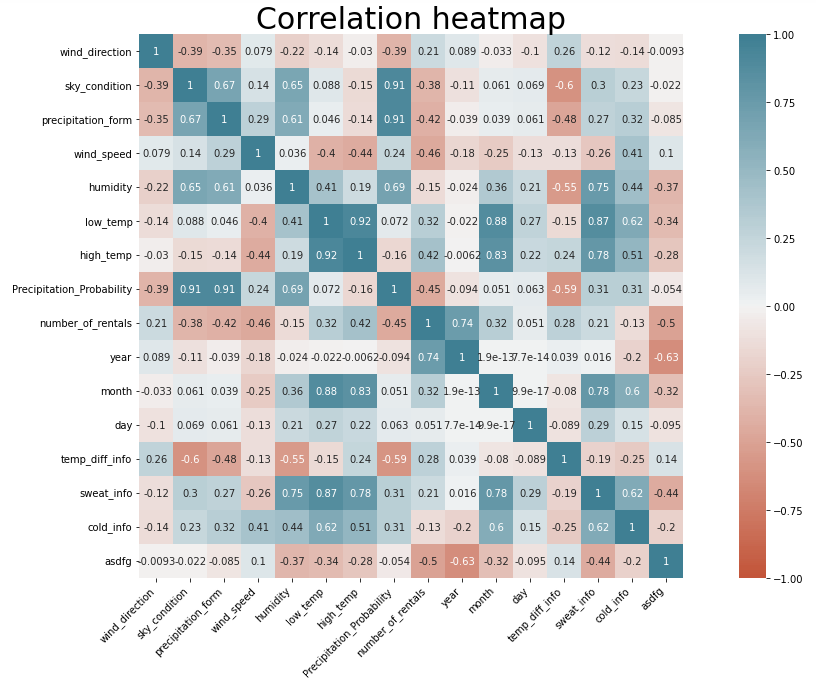 Correlation heatmap
wind_direction 1 -0.39 -0.35 0.079 -0.22 -0.14 -0.03 -0.39 0.21 0.089 -0.033 -0.1 0.26 -0.12 -0.14 -0.0093
sky_condition -0.39 1 0.67 0.14 0.65 0.088 -0.15 0.91 -0.38 -0.11 0.061 0.069 -0.6 0.3 0.23 -0.022
precipitation_form -0.35 0.67 1 0.29 0.61 0.046 -0.14 0.91 -0.42 -0.039 0.039 0.061 -0.48 0.27 0.32 -0.085
wind_speed 0.079 0.14 0.29 1 0.036 -0.4 -0.44 0.24 -0.46 -0.18 -0.25 -0.13 -0.13 -0.26 0.41 0.1
humidity -0.22 0.65 0.61 0.036 1 0.41 0.19 0.69 -0.15 -0.024 0.36 0.21 -0.55 0.75 0.44 -0.37
low_temp -0.14 0.088 0.046 -0.4 0.41 1 0.92 0.072 0.32 -0.022 0.88 0.27 -0.15 0.87 0.62 -0.34
high_temp -0.03 -0.15 -0.14 -0.44 0.19 0.92 1 -0.16 0.42 -0.0062 0.83 0.22 0.24 0.78 0.51 -0.28
Precipitation_Probability -0.39 0.91 0.91 0.24 0.69 0.072 -0.16 1 -0.45 -0.094 0.051 0.063 -0.59 0.31 0.31 -0.054
number_of_rentals 0.21 -0.38 -0.42 -0.46 -0.15 0.32 0.42 -0.45 1 0.74 0.32 0.051 0.28 0.21 -0.13 -0.5
year 0.089 -0.11 -0.039 -0.18 -0.024 -0.022 -0.0062 -0.094 0.74 1 1.9e-13 7.7e-14 0.039 0.016 -0.2 -0.63
month -0.033 0.061 0.039 -0.25 0.36 0.88 0.83 0.051 0.32 1.9e-13 1 9.9e-17 -0.08 0.78 0.6 -0.32
day -0.1 0.069 0.061 -0.13 0.21 0.27 0.22 0.063 0.051 7.7e-14 9.9e-17 1 -0.089 0.29 0.15 -0.095
temp_diff_info 0.26 -0.6 -0.48 -0.13 -0.55 -0.15 0.24 -0.59 0.28 0.039 -0.08 -0.089 1 -0.19 -0.25 0.14
sweat_info -0.12 0.3 0.27 -0.26 0.75 0.87 0.78 0.31 0.21 0.016 0.78 0.29 -0.19 1 0.62 -0.44
cold_info -0.14 0.23 0.32 0.41 0.44 0.62 0.51 0.31 -0.13 -0.2 0.6 0.15 -0.25 0.62 1 -0.2
asdfg -0.0093 -0.022 -0.085 0.1 -0.37 -0.34 -0.28 -0.054 -0.5 -0.63 -0.32 -0.095 0.14 -0.44 -0.2 1
wind_direction
sky_condition
precipitation_form
wind_speed
humidity
low_temp
high_temp
Precipitation_Probability
number_of_rentals
year
month
day
temp_diff_info
sweat_info
cold_info
asdfg
1.00
0.75
0.50
0.25
0.00
−0.25
−0.50
−0.75
−1.00